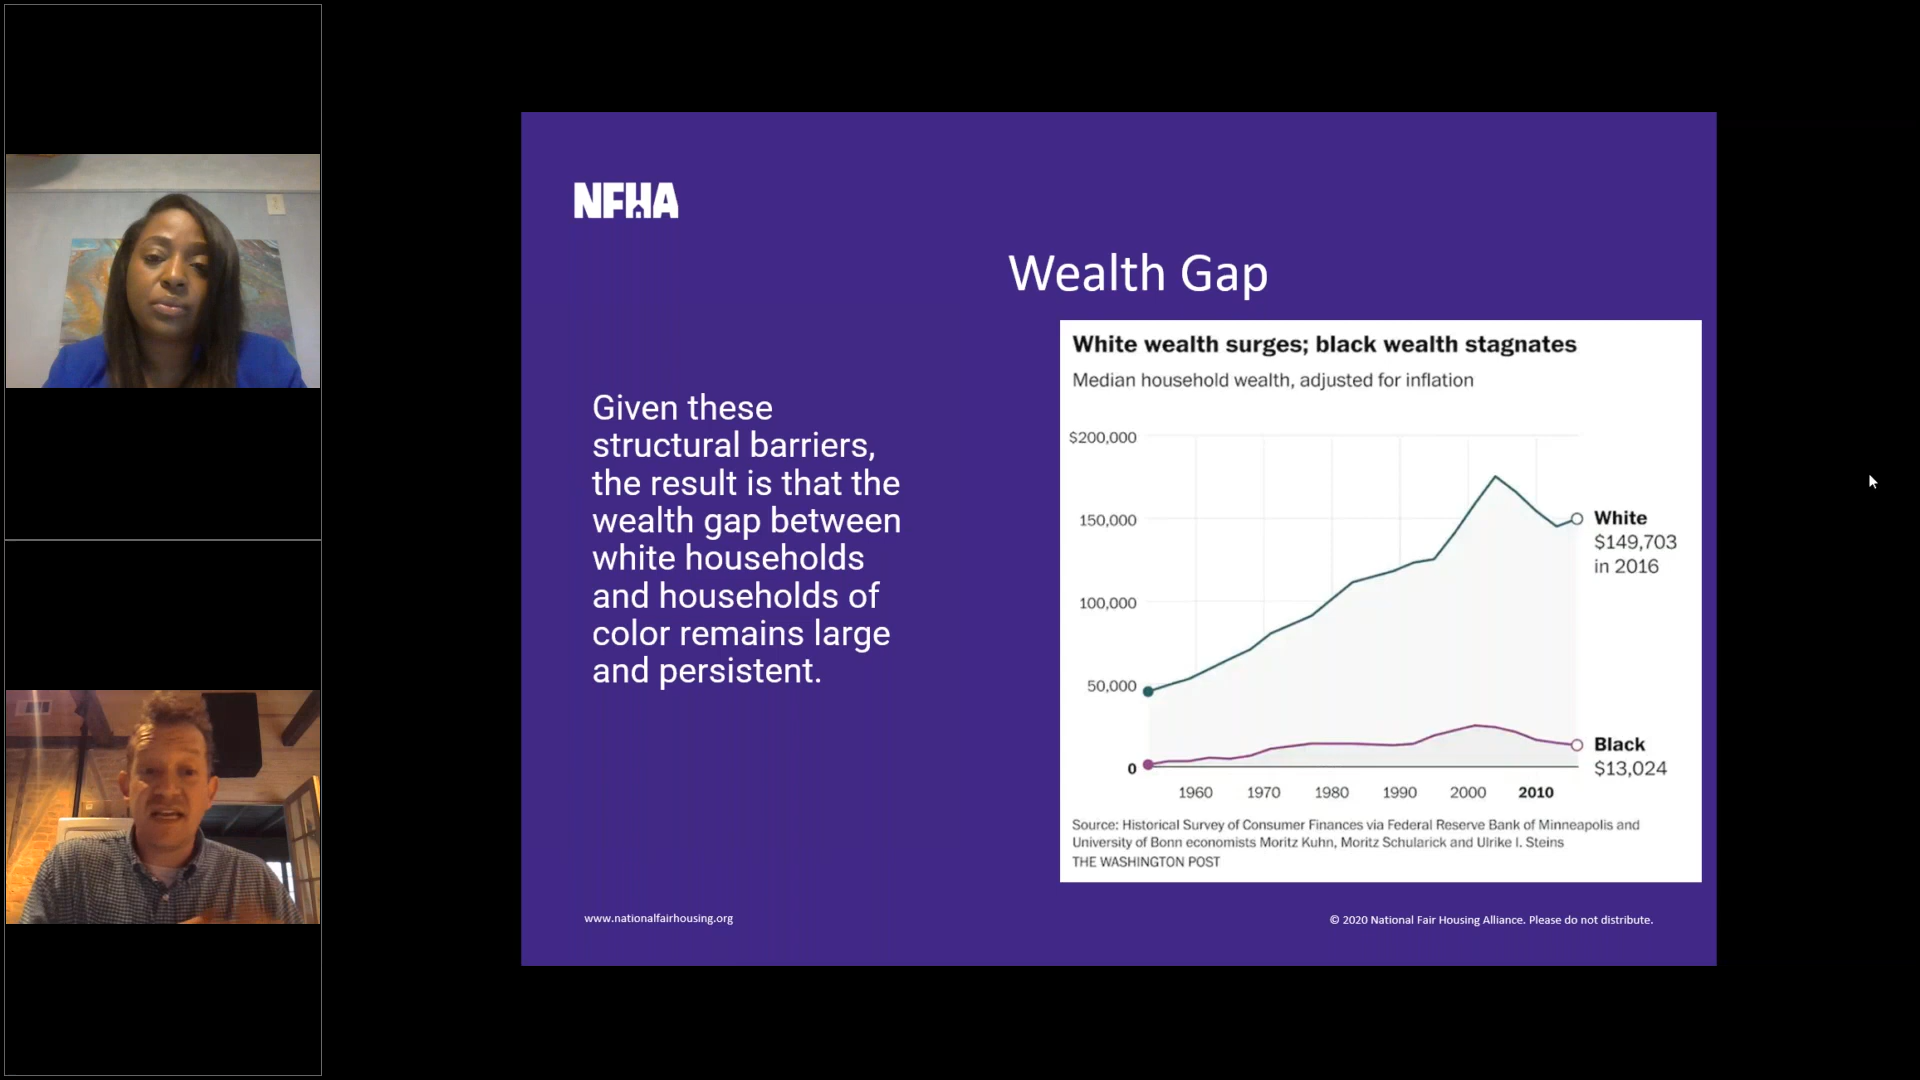 NFHA
Wealth Gap
Given these
structural barriers,
the result is that the
wealth gap between
white households
and households of
color remains large
and persistent.
White wealth surges; black wealth stagnates
Median household wealth, adjusted for inflation
$200,000
150,000
100,000
50,000
0
White
$149,703
in 2016
Black
$13,024
1960 1970 1980 1990 2000 2010
Source: Historical Survey of Consumer Finances via Federal Reserve Bank of Minneapolis and
University of Bonn economists Moritz Kuhn, Moritz Schularick and Ulrike I. Steins
THE WASHINGTON POST
www.nationalfairhousing.org
© 2020 National Fair Housing Alliance. Please do not distribute.